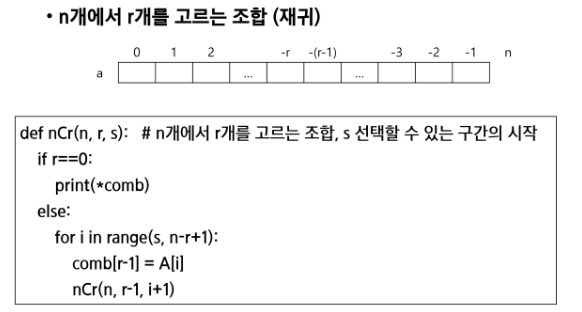 • n개에서 r개를 고르는 조합 (재귀)
0 1 2 -r -(r-1) -3 -2 -1 n
a ... ...
def nCr(n, r, s): # n개에서 r개를 고르는 조합, s 선택할 수 있는 구간의 시작
if r==0:
print(*comb)
else:
for i in range(s, n-r+1):
comb[r-1] = A[i]
nCr(n, r-1, i+1)